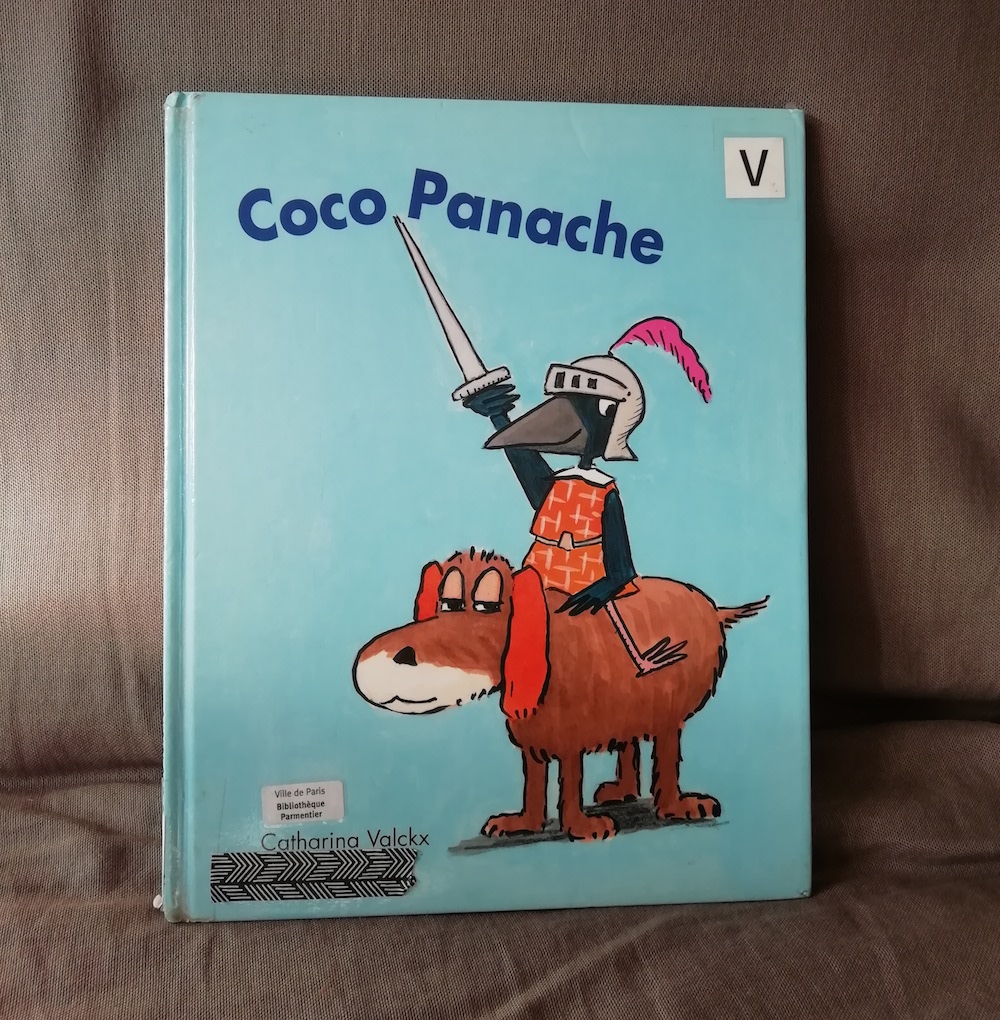 V
Coco Panache
Ville de Paris
Bibliothèque
Parmentier
Catharina Valckx